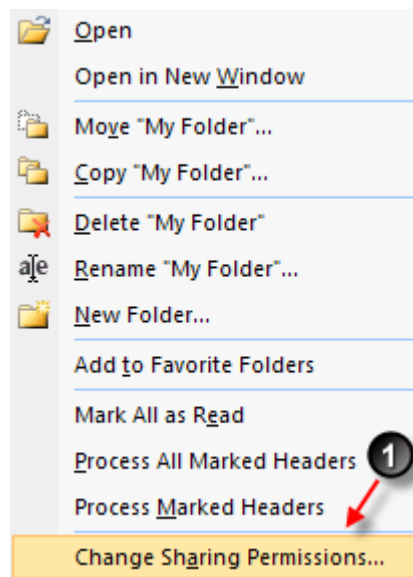 Open
Open in New Window
Move "My Folder"...
Copy "My Folder"...
Delete "My Folder"
Rename "My Folder"...
New Folder...
Add to Favorite Folders
Mark All as Read
Process All Marked Headers
1
Process Marked Headers
Change Sharing Permissions...